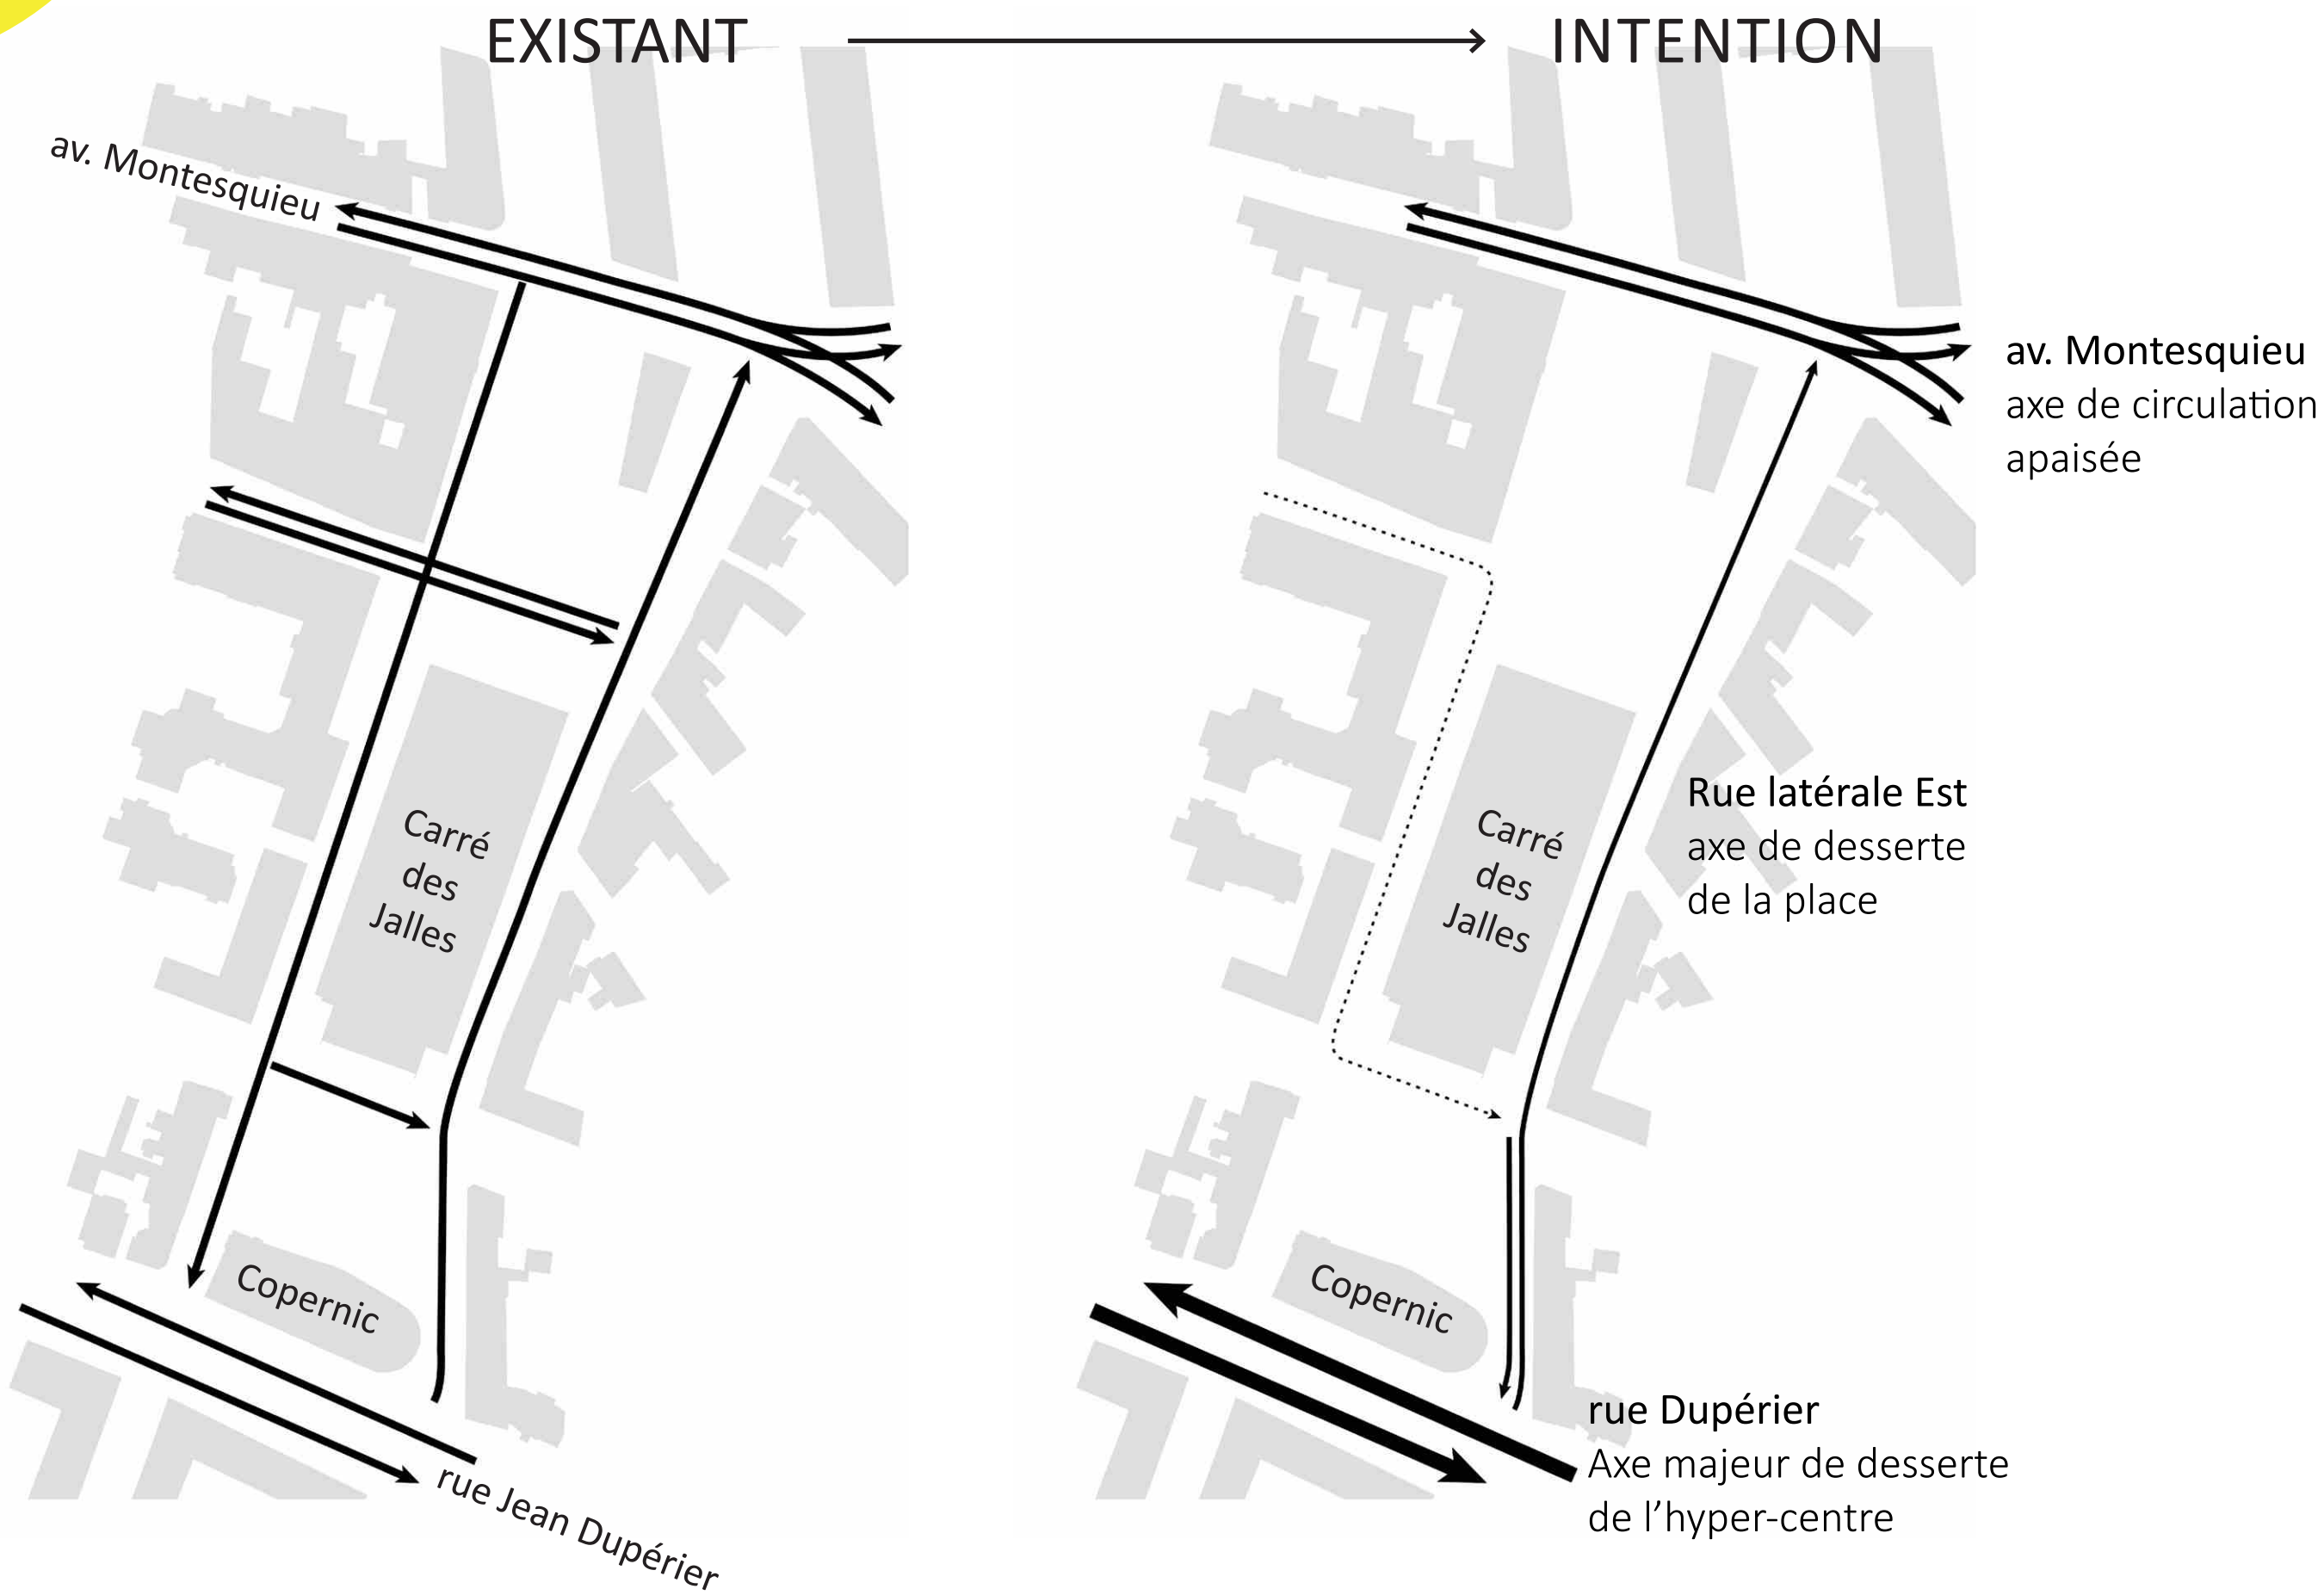 EXISTANT
INTENTION
av. Montesquieu
Carré
des
Jalles
Copernic
rue Jean Dupérier
av. Montesquieu
axe de circulation
apaisée
Rue latérale Est
axe de desserte
de la place
Carré
des
Jalles
Copernic
rue Dupérier
Axe majeur de desserte
de l’hyper-centre